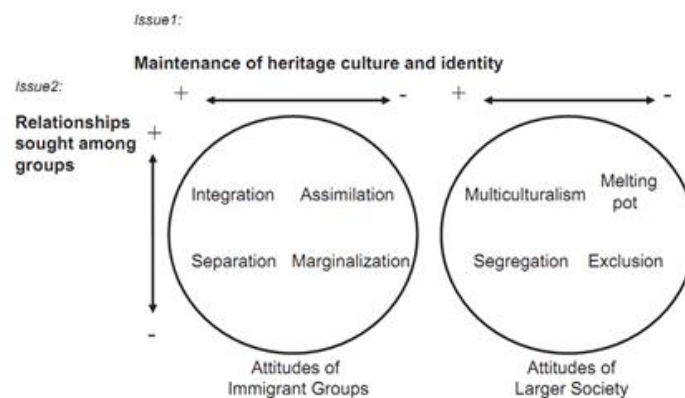 Issue1:
Maintenance of heritage culture and identity
Issue2:
+ - + -
Relationships
sought among
groups
+
Integration Assimilation Multiculturalism Melting
pot
Separation Marginalization Segregation Exclusion
-
Attitudes of
Immigrant Groups
Attitudes of
Larger Society